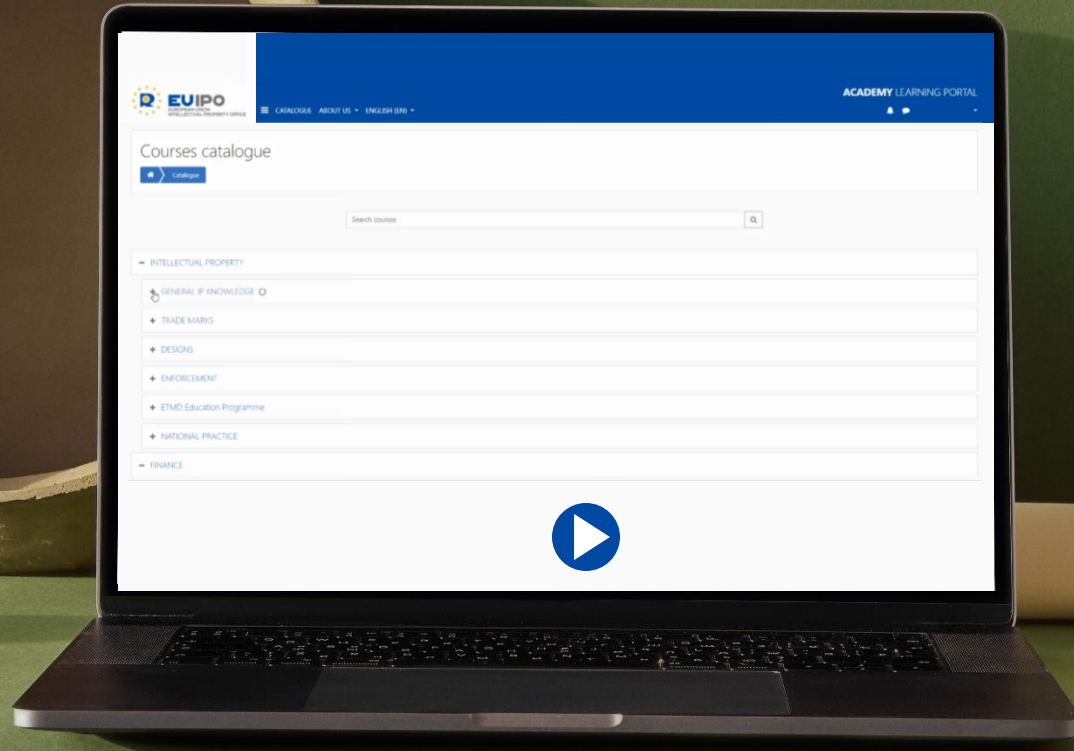 EUIPO
EUROPEAN UNION
INTELLECTUAL PROPERTY OFFICE
CATALOGUE ABOUT US ENGLISH (EN)
ACADEMY LEARNING PORTAL
Courses catalogue
Catalogue
Search courses
INTELLECTUAL PROPERTY
GENERAL IP KNOWLEDGE
TRADE MARKS
DESIGNS
ENFORCEMENT
ETMD Education Programme
NATIONAL PRACTICE
FINANCE